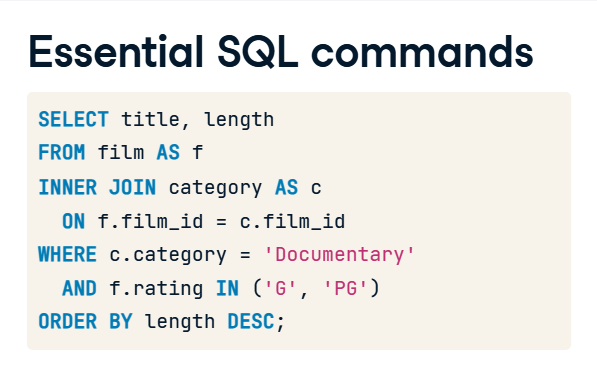 Essential SQL commands
SELECT title, length
FROM film AS f
INNER JOIN category AS c
  ON f.film_id = c.film_id
WHERE c.category = 'Documentary'
  AND f.rating IN ('G', 'PG')
ORDER BY length DESC;